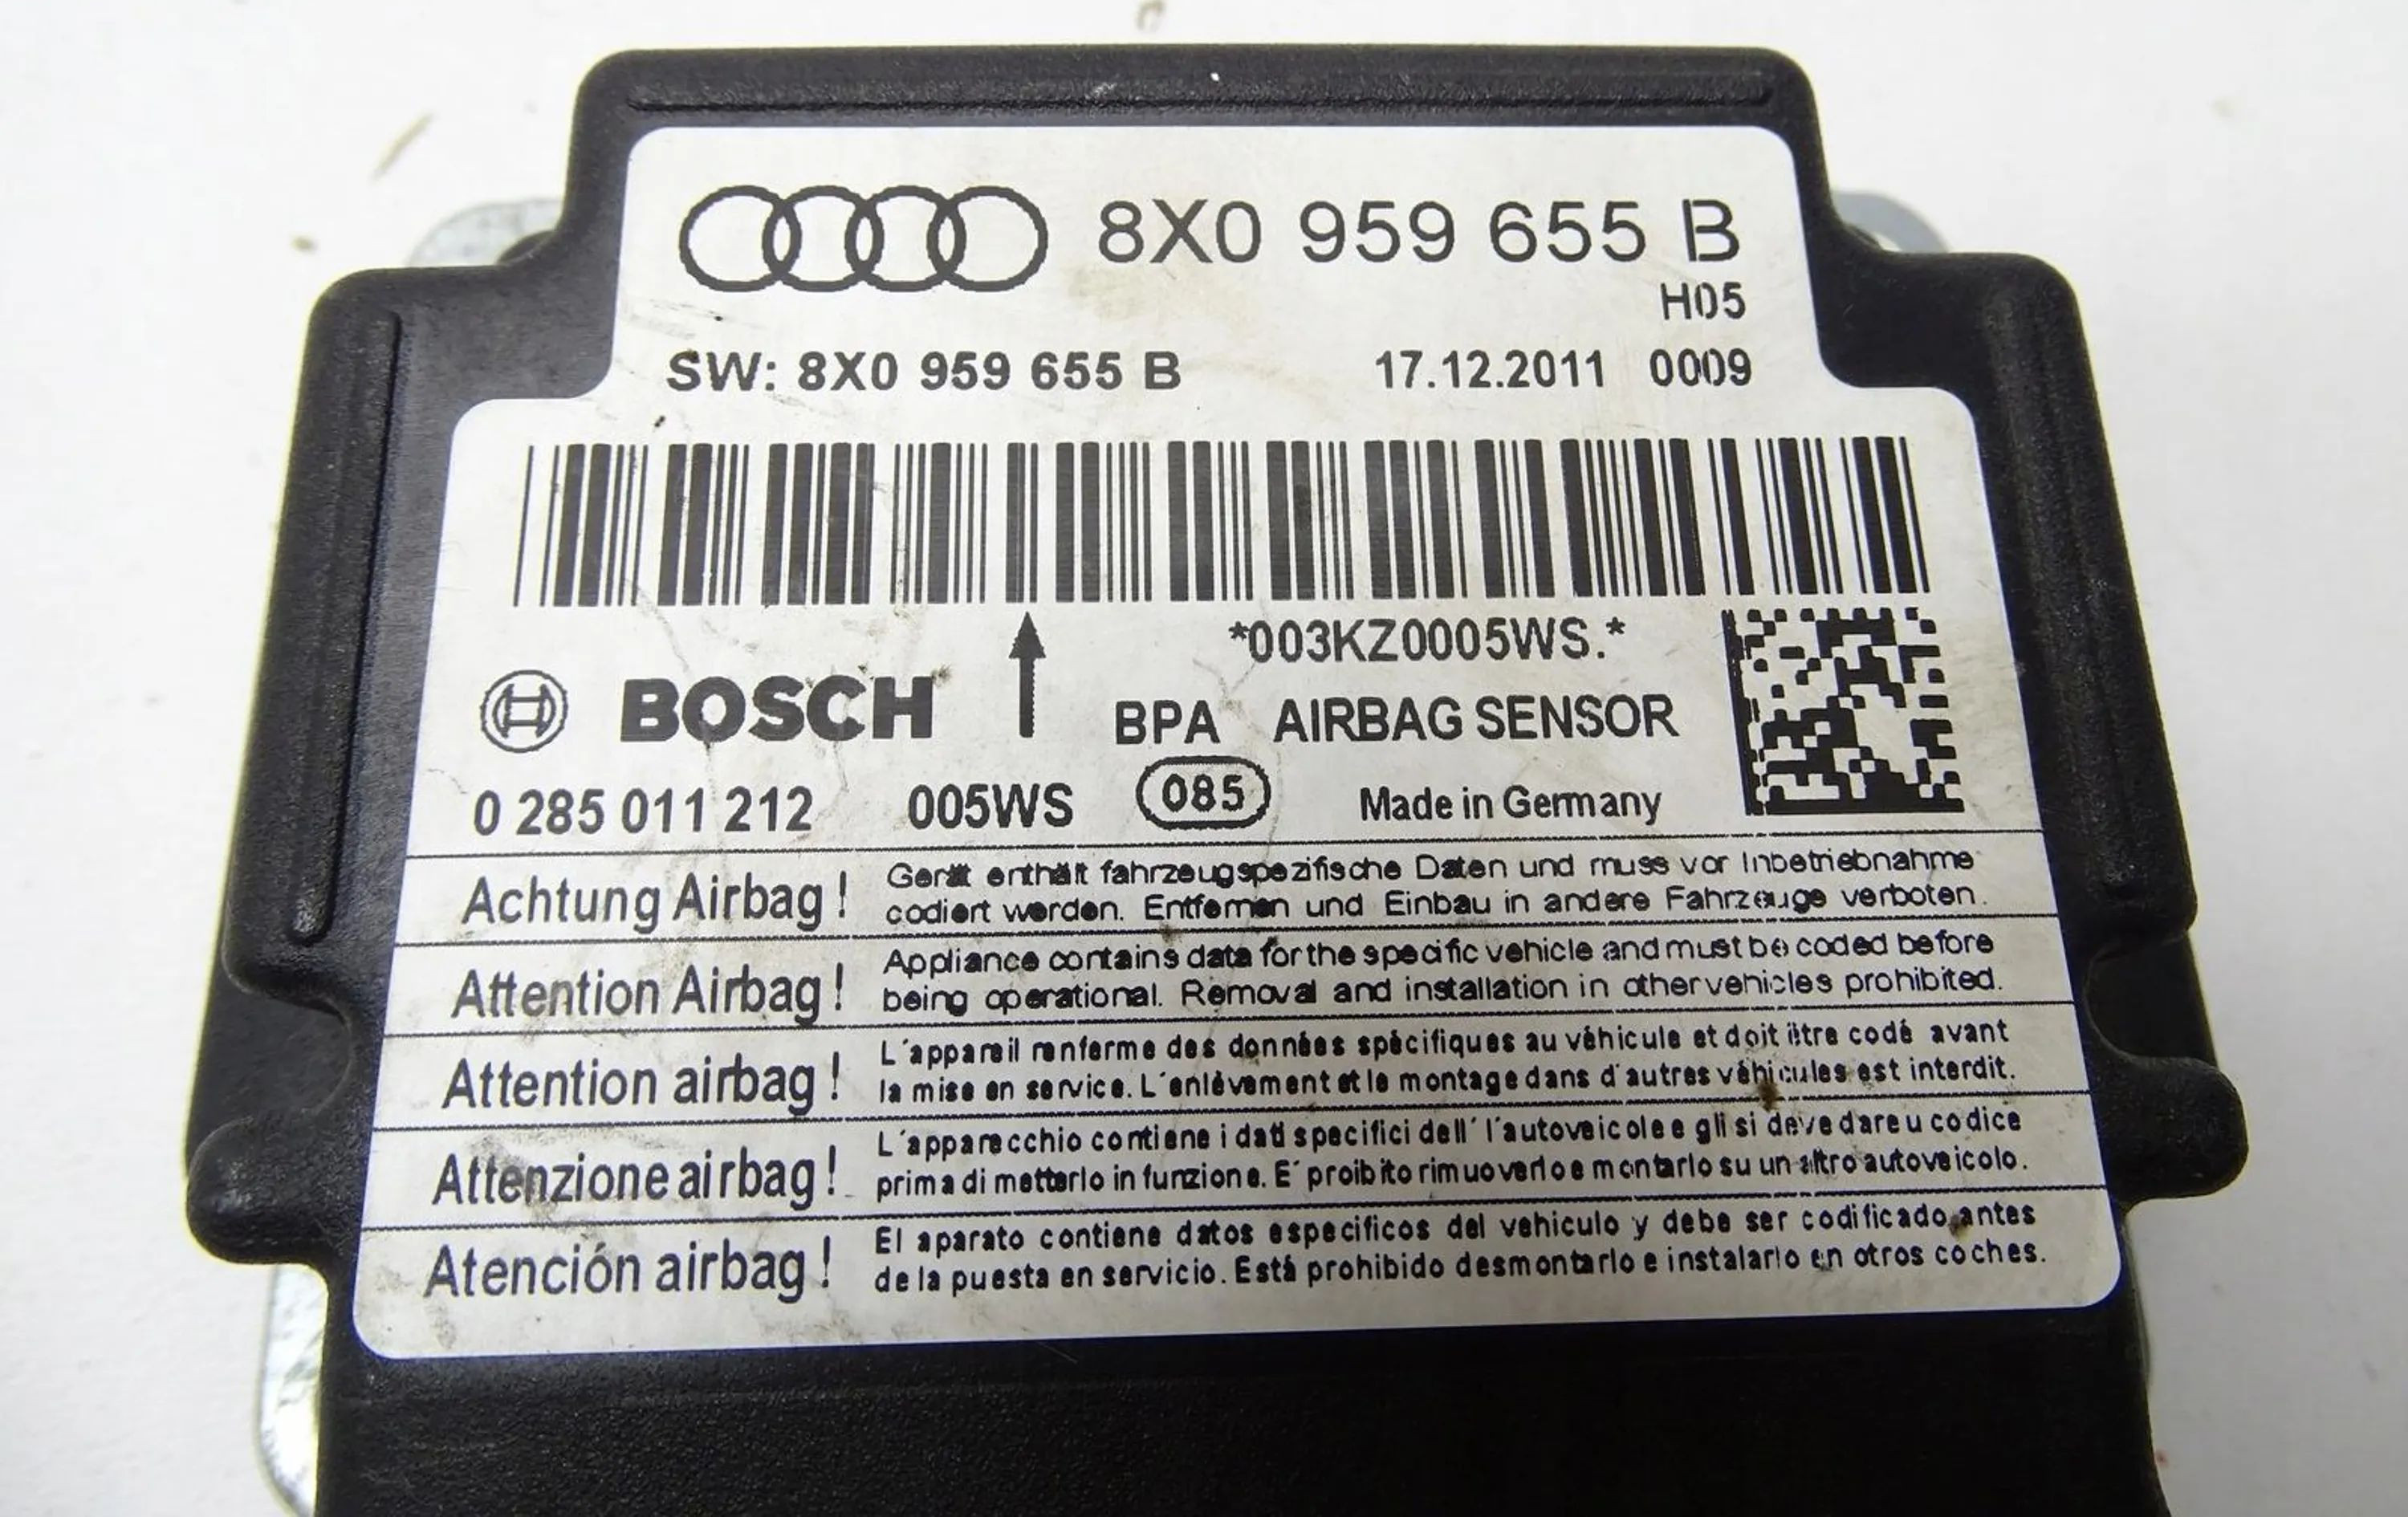 8X0 959 655 B
H05
SW: 8X0 959 655 B 17.12.2011 0009
*003KZ0005WS.*
BOSCH BPA AIRBAG SENSOR
0 285 011 212 005WS 085 Made in Germany
Achtung Airbag! Gerät enthält fahrzeugspezifische Daten und muss vor Inbetriebnahme
codiert werden. Entfernen und Einbau in andere Fahrzeuge verboten.
Attention Airbag! Appliance contains data for the specific vehicle and must be coded before
being operational. Removal and installation in other vehicles prohibited.
Attention airbag! L´appareil renferme des données spécifiques au véhicule et doit être codé avant
la mise en service. L´enlèvement et le montage dans d´autres véhicules est interdit.
Attenzione airbag! L´apparecchio contiene i dati specifici dell´ l´autoveicolo e gli si deve dare u codice
prima di metterlo in funzione. E´ proibito rimuoverlo e montarlo su un altro autoveicolo.
Atención airbag! El aparato contiene datos especificos del vehiculo y debe ser codificado antes
de la puesta en servicio. Está prohibido desmontarlo e instalarlo en otros coches.